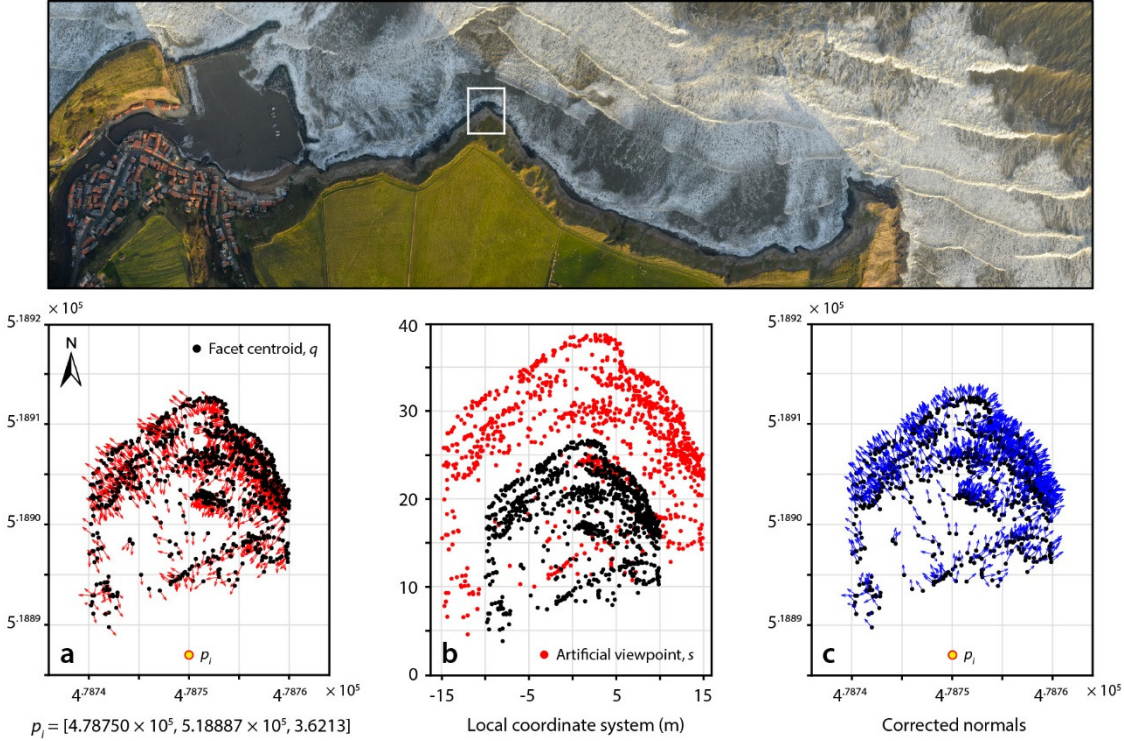 × 10⁵
5.1892
5.1891
5.1890
5.1889
N
Facet centroid, q
a
pᵢ
4.7874
4.7875
4.7876
× 10⁵
pᵢ = [4.78750 × 10⁵, 5.18887 × 10⁵, 3.6213]
40
30
20
10
0
b
Artificial viewpoint, s
-15
-5
5
15
Local coordinate system (m)
× 10⁵
5.1892
5.1891
5.1890
5.1889
c
pᵢ
4.7874
4.7875
4.7876
× 10⁵
Corrected normals